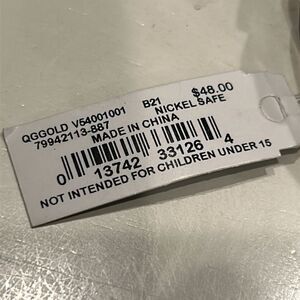 QGGOLD V54001001 B21 $48.00
79942113-887 NICKEL SAFE
MADE IN CHINA
0 13742 33126 4
NOT INTENDED FOR CHILDREN UNDER 15